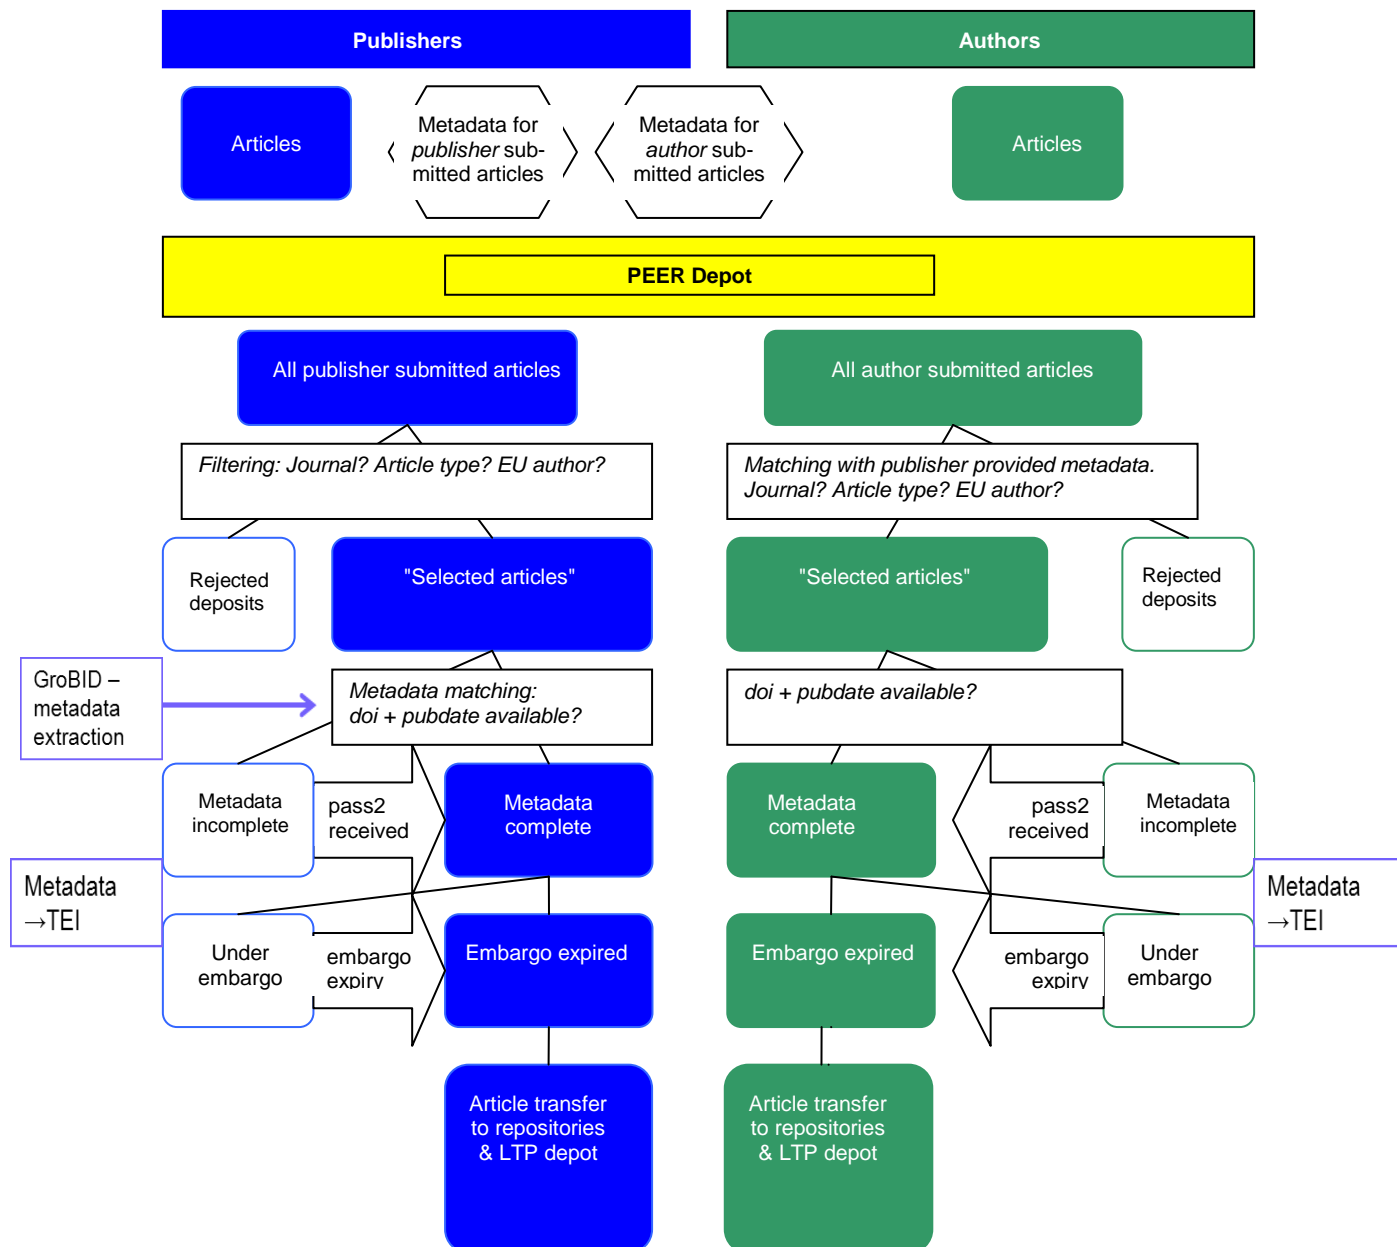 Publishers
Authors
Articles
Metadata for
publisher sub-
mitted articles
Metadata for
author sub-
mitted articles
Articles
PEER Depot
All publisher submitted articles
All author submitted articles
Filtering: Journal? Article type? EU author?
Matching with publisher provided metadata.
Journal? Article type? EU author?
Rejected
deposits
"Selected articles"
"Selected articles"
Rejected
deposits
GroBID –
metadata
extraction
Metadata matching:
doi + pubdate available?
doi + pubdate available?
Metadata
incomplete
pass2
received
Metadata
complete
Metadata
complete
pass2
received
Metadata
incomplete
Metadata
→TEI
Metadata
→TEI
Under
embargo
embargo
expiry
Embargo expired
Embargo expired
embargo
expiry
Under
embargo
Article transfer
to repositories
& LTP depot
Article transfer
to repositories
& LTP depot